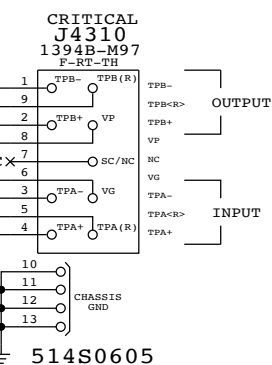 CRITICAL
J4310
1394B-M97
F-RT-TH
1 TPB- TPB(R) TPB-
9 TPB<R> OUTPUT
2 TPB+ VP TPB+
8 VP
7 SC/NC NC
6 VG
3 TPA- VG TPA-
5 TPA<R> INPUT
4 TPA+ TPA(R) TPA+
10
11
12 CHASSIS
GND
13
514S0605